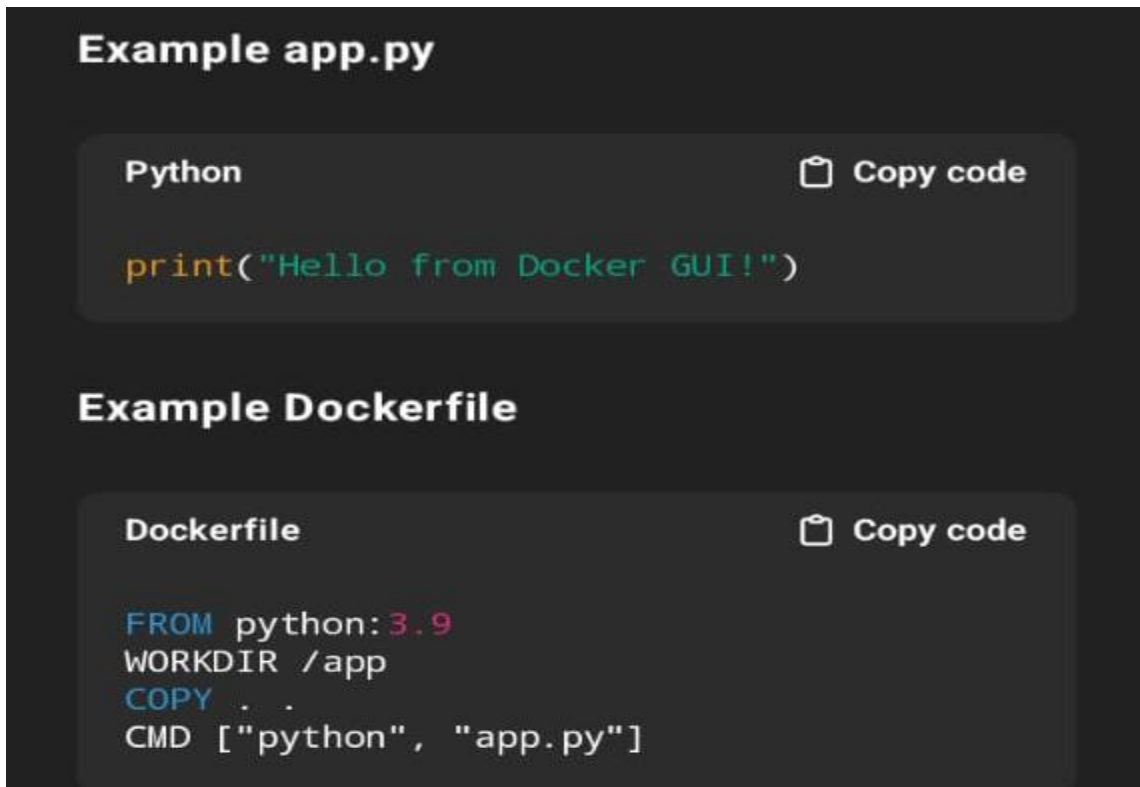 Example app.py
Python
Copy code
print("Hello from Docker GUI!")
Example Dockerfile
Dockerfile
Copy code
FROM python:3.9
WORKDIR /app
COPY . .
CMD ["python", "app.py"]